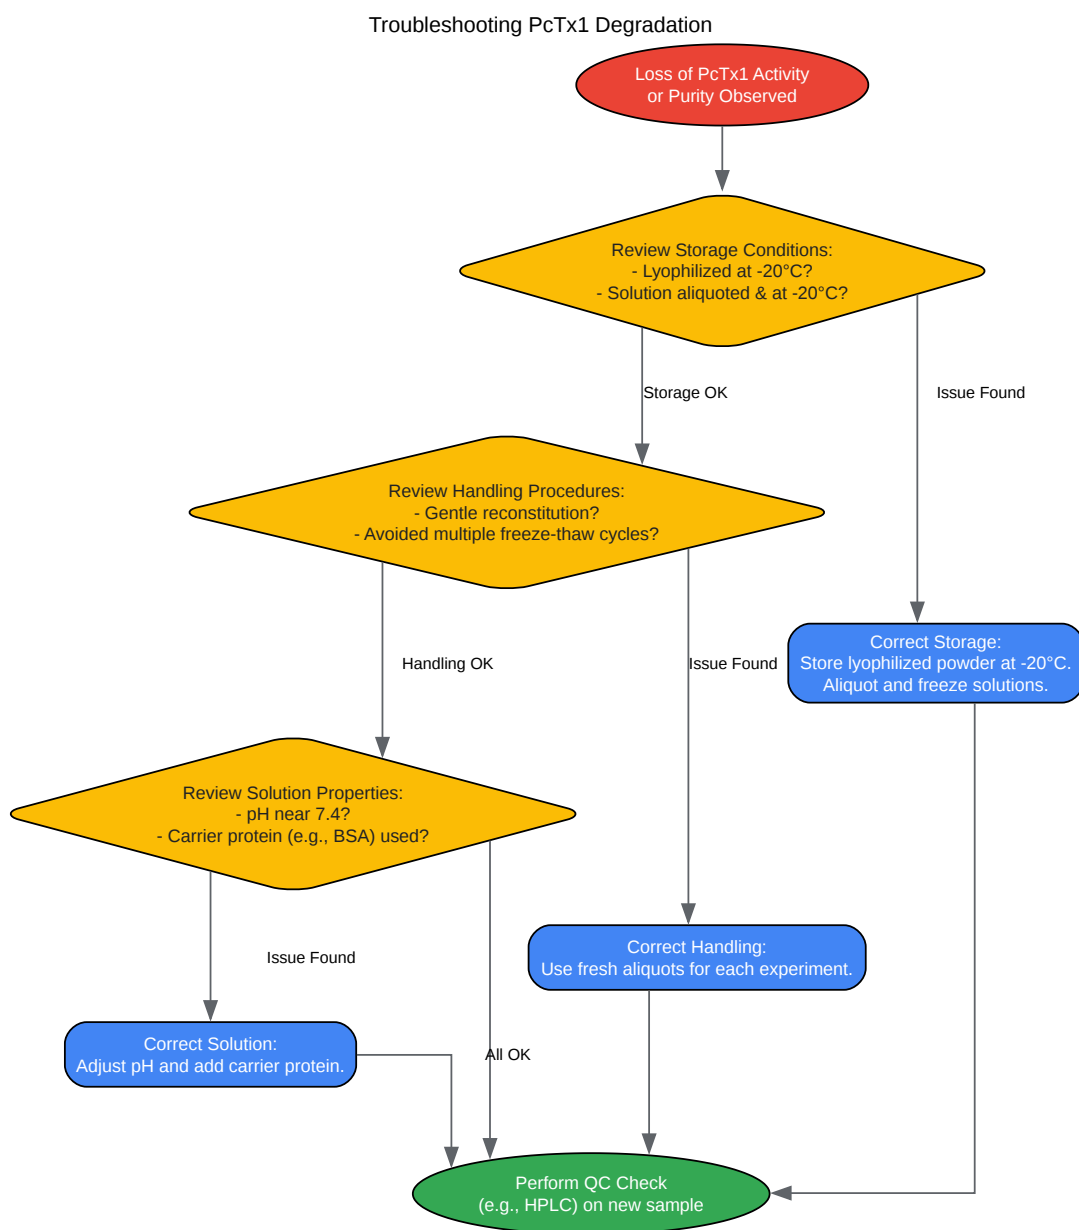 Troubleshooting PcTx1 Degradation
Loss of PcTx1 Activity
or Purity Observed
Review Storage Conditions:
- Lyophilized at -20°C?
- Solution aliquoted & at -20°C?
Storage OK
Issue Found
Review Handling Procedures:
- Gentle reconstitution?
- Avoided multiple freeze-thaw cycles?
Handling OK
Issue Found
Correct Storage:
Store lyophilized powder at -20°C.
Aliquot and freeze solutions.
Review Solution Properties:
- pH near 7.4?
- Carrier protein (e.g., BSA) used?
Issue Found
Correct Handling:
Use fresh aliquots for each experiment.
Correct Solution:
Adjust pH and add carrier protein.
All OK
Perform QC Check
(e.g., HPLC) on new sample